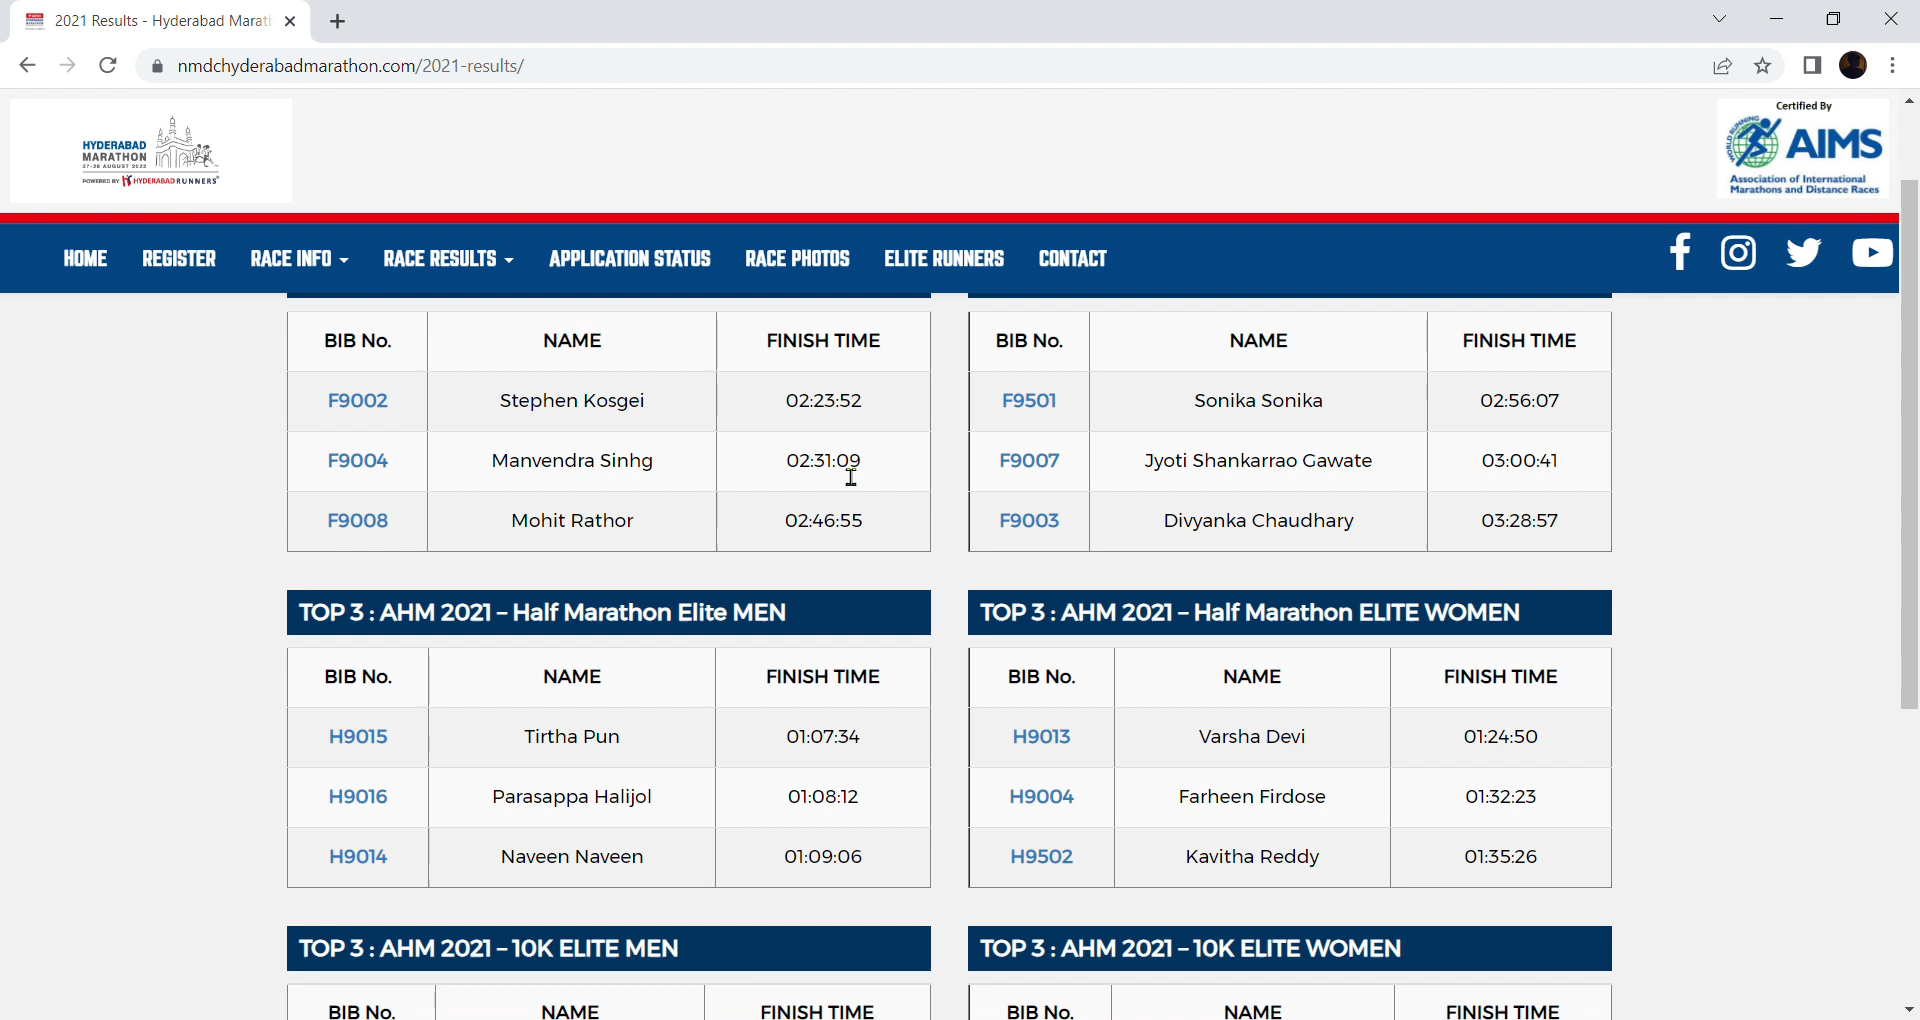 2021 Results - Hyderabad Marat
nmdchyderabadmarathon.com/2021-results/
HYDERABAD
MARATHON
27-28 AUGUST 2022
POWERED BY HYDERABAD RUNNERS
Certified By
WORLD RUNNING
AIMS
Association of International
Marathons and Distance Races
HOME REGISTER RACE INFO RACE RESULTS APPLICATION STATUS RACE PHOTOS ELITE RUNNERS CONTACT
BIB No. NAME FINISH TIME
F9002 Stephen Kosgei 02:23:52
F9004 Manvendra Sinhg 02:31:09
F9008 Mohit Rathor 02:46:55
BIB No. NAME FINISH TIME
F9501 Sonika Sonika 02:56:07
F9007 Jyoti Shankarrao Gawate 03:00:41
F9003 Divyanka Chaudhary 03:28:57
TOP 3 : AHM 2021 – Half Marathon Elite MEN
BIB No. NAME FINISH TIME
H9015 Tirtha Pun 01:07:34
H9016 Parasappa Halijol 01:08:12
H9014 Naveen Naveen 01:09:06
TOP 3 : AHM 2021 – Half Marathon ELITE WOMEN
BIB No. NAME FINISH TIME
H9013 Varsha Devi 01:24:50
H9004 Farheen Firdose 01:32:23
H9502 Kavitha Reddy 01:35:26
TOP 3 : AHM 2021 – 10K ELITE MEN
BIB No. NAME FINISH TIME
TOP 3 : AHM 2021 – 10K ELITE WOMEN
BIB No. NAME FINISH TIME